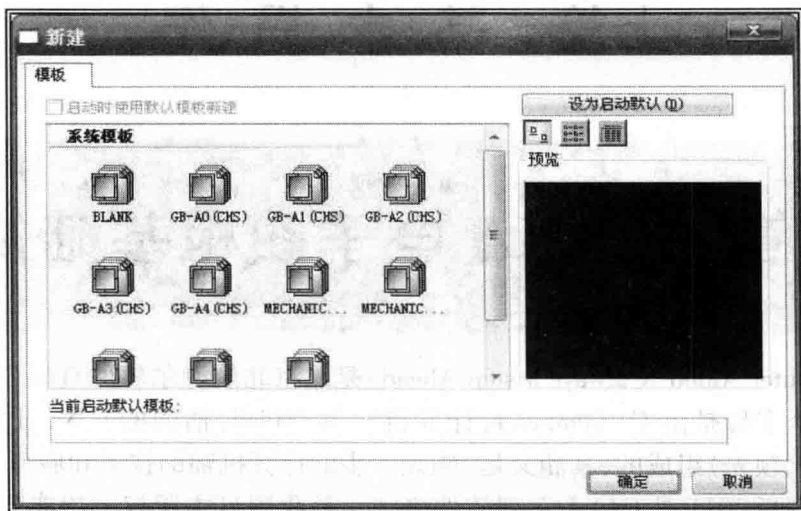 新建
模板
启动时使用默认模板新建
设为启动默认(D)
系统模板
预览
BLANK
GB-A0(CHS)
GB-A1(CHS)
GB-A2(CHS)
GB-A3(CHS)
GB-A4(CHS)
MECHANIC...
MECHANIC...
当前启动默认模板:
确定
取消